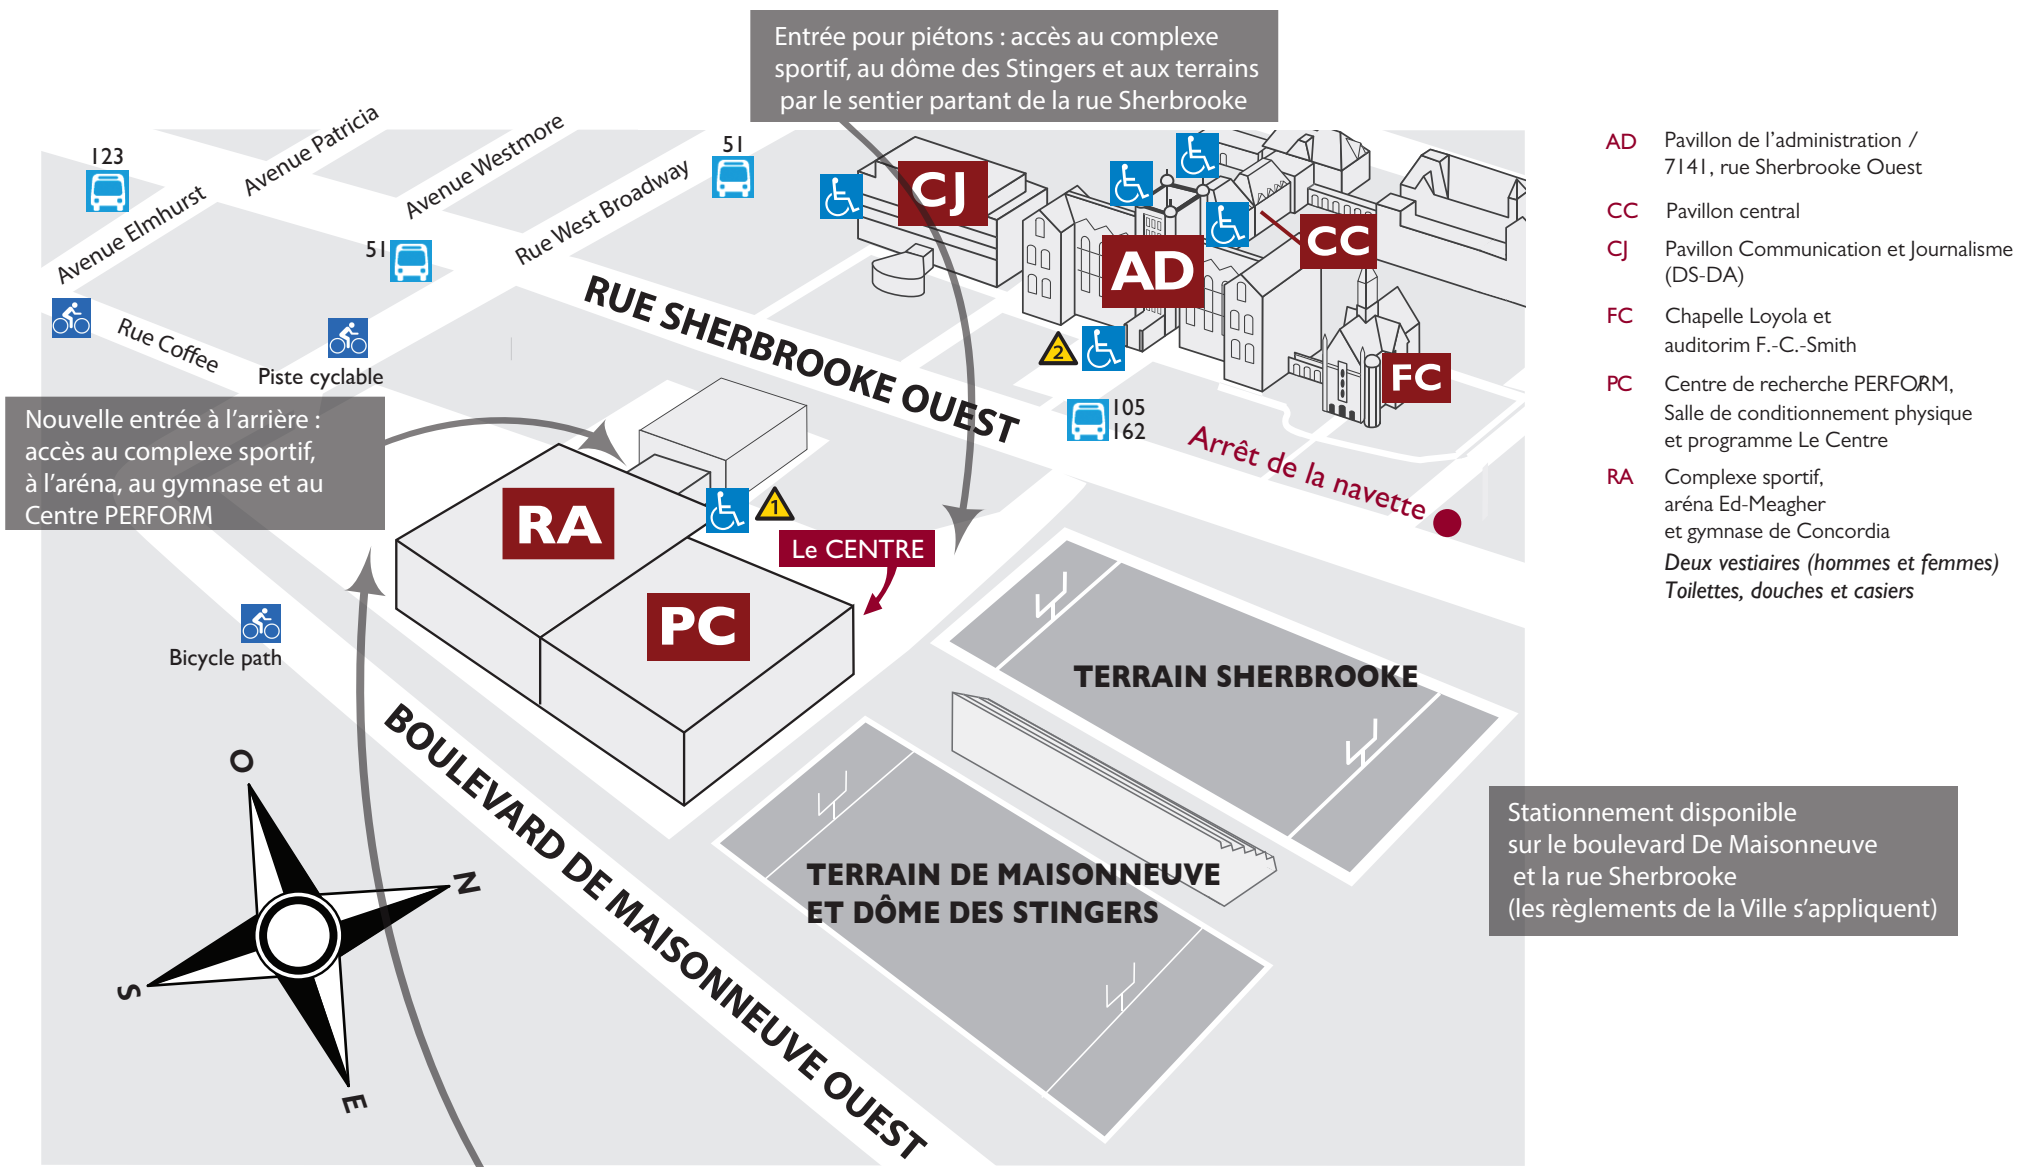 Entrée pour piétons : accès au complexe
sportif, au dôme des Stingers et aux terrains
par le sentier partant de la rue Sherbrooke
123
Avenue Patricia
Avenue Westmore
51
Avenue Elmhurst
Rue West Broadway
51
Rue Coffee
Piste cyclable
RUE SHERBROOKE OUEST
CJ
AD
CC
FC
2
105
162
Arrêt de la navette
Nouvelle entrée à l'arrière :
accès au complexe sportif,
à l'aréna, au gymnase et au
Centre PERFORM
RA
1
Le CENTRE
PC
Bicycle path
BOULEVARD DE MAISONNEUVE OUEST
TERRAIN SHERBROOKE
TERRAIN DE MAISONNEUVE
ET DÔME DES STINGERS
O
N
S
E
AD Pavillon de l'administration /
7141, rue Sherbrooke Ouest
CC Pavillon central
CJ Pavillon Communication et Journalisme
(DS-DA)
FC Chapelle Loyola et
auditorim F.-C.-Smith
PC Centre de recherche PERFORM,
Salle de conditionnement physique
et programme Le Centre
RA Complexe sportif,
aréna Ed-Meagher
et gymnase de Concordia
Deux vestiaires (hommes et femmes)
Toilettes, douches et casiers
Stationnement disponible
sur le boulevard De Maisonneuve
et la rue Sherbrooke
(les règlements de la Ville s'appliquent)